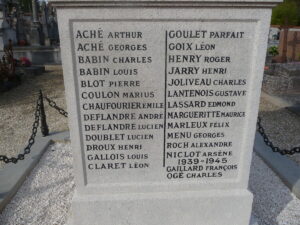 ACHÉ ARTHUR
ACHÉ GEORGES
BABIN CHARLES
BABIN LOUIS
BLOT PIERRE
COULON MARIUS
CHAUFOURIER ÉMILE
DEFLANDRE ANDRÉ
DEFLANDRE LUCIEN
DOUBLET LUCIEN
DROUX HENRI
GALLOIS LOUIS
CLARET LÉON
GOULET PARFAIT
GOIX LÉON
HENRY ROGER
JARRY HENRI
JOLIVEAU CHARLES
LANTENOIS GUSTAVE
LASSARD EDMOND
MARGUERITTE MAURICE
MARLEUX FÉLIX
MENU GEORGES
ROCH ALEXANDRE
NICLOT ARSÈNE
1939-1945
GAILLARD FRANÇOIS
OGÉ CHARLES